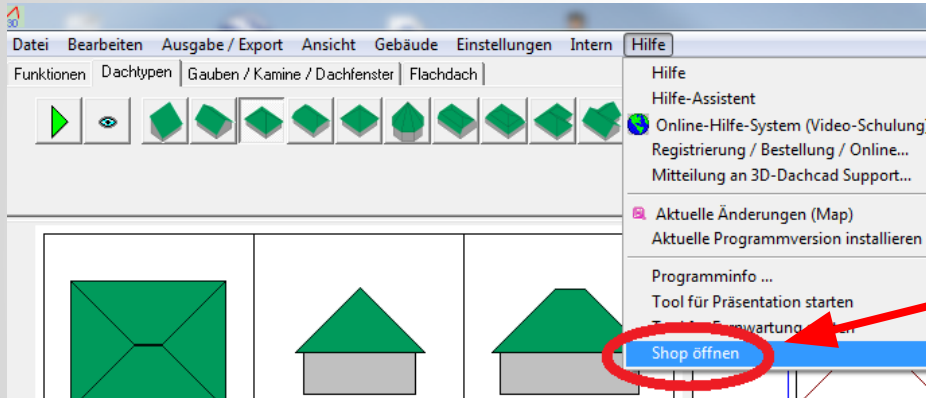 3D
Datei Bearbeiten Ausgabe / Export Ansicht Gebäude Einstellungen Intern Hilfe
Funktionen Dachtypen Gauben / Kamine / Dachfenster Flachdach
Hilfe
Hilfe-Assistent
Online-Hilfe-System (Video-Schulung)
Registrierung / Bestellung / Online...
Mitteilung an 3D-Dachcad Support...
Aktuelle Änderungen (Map)
Aktuelle Programmversion installieren
Programminfo ...
Tool für Präsentation starten
Shop öffnen